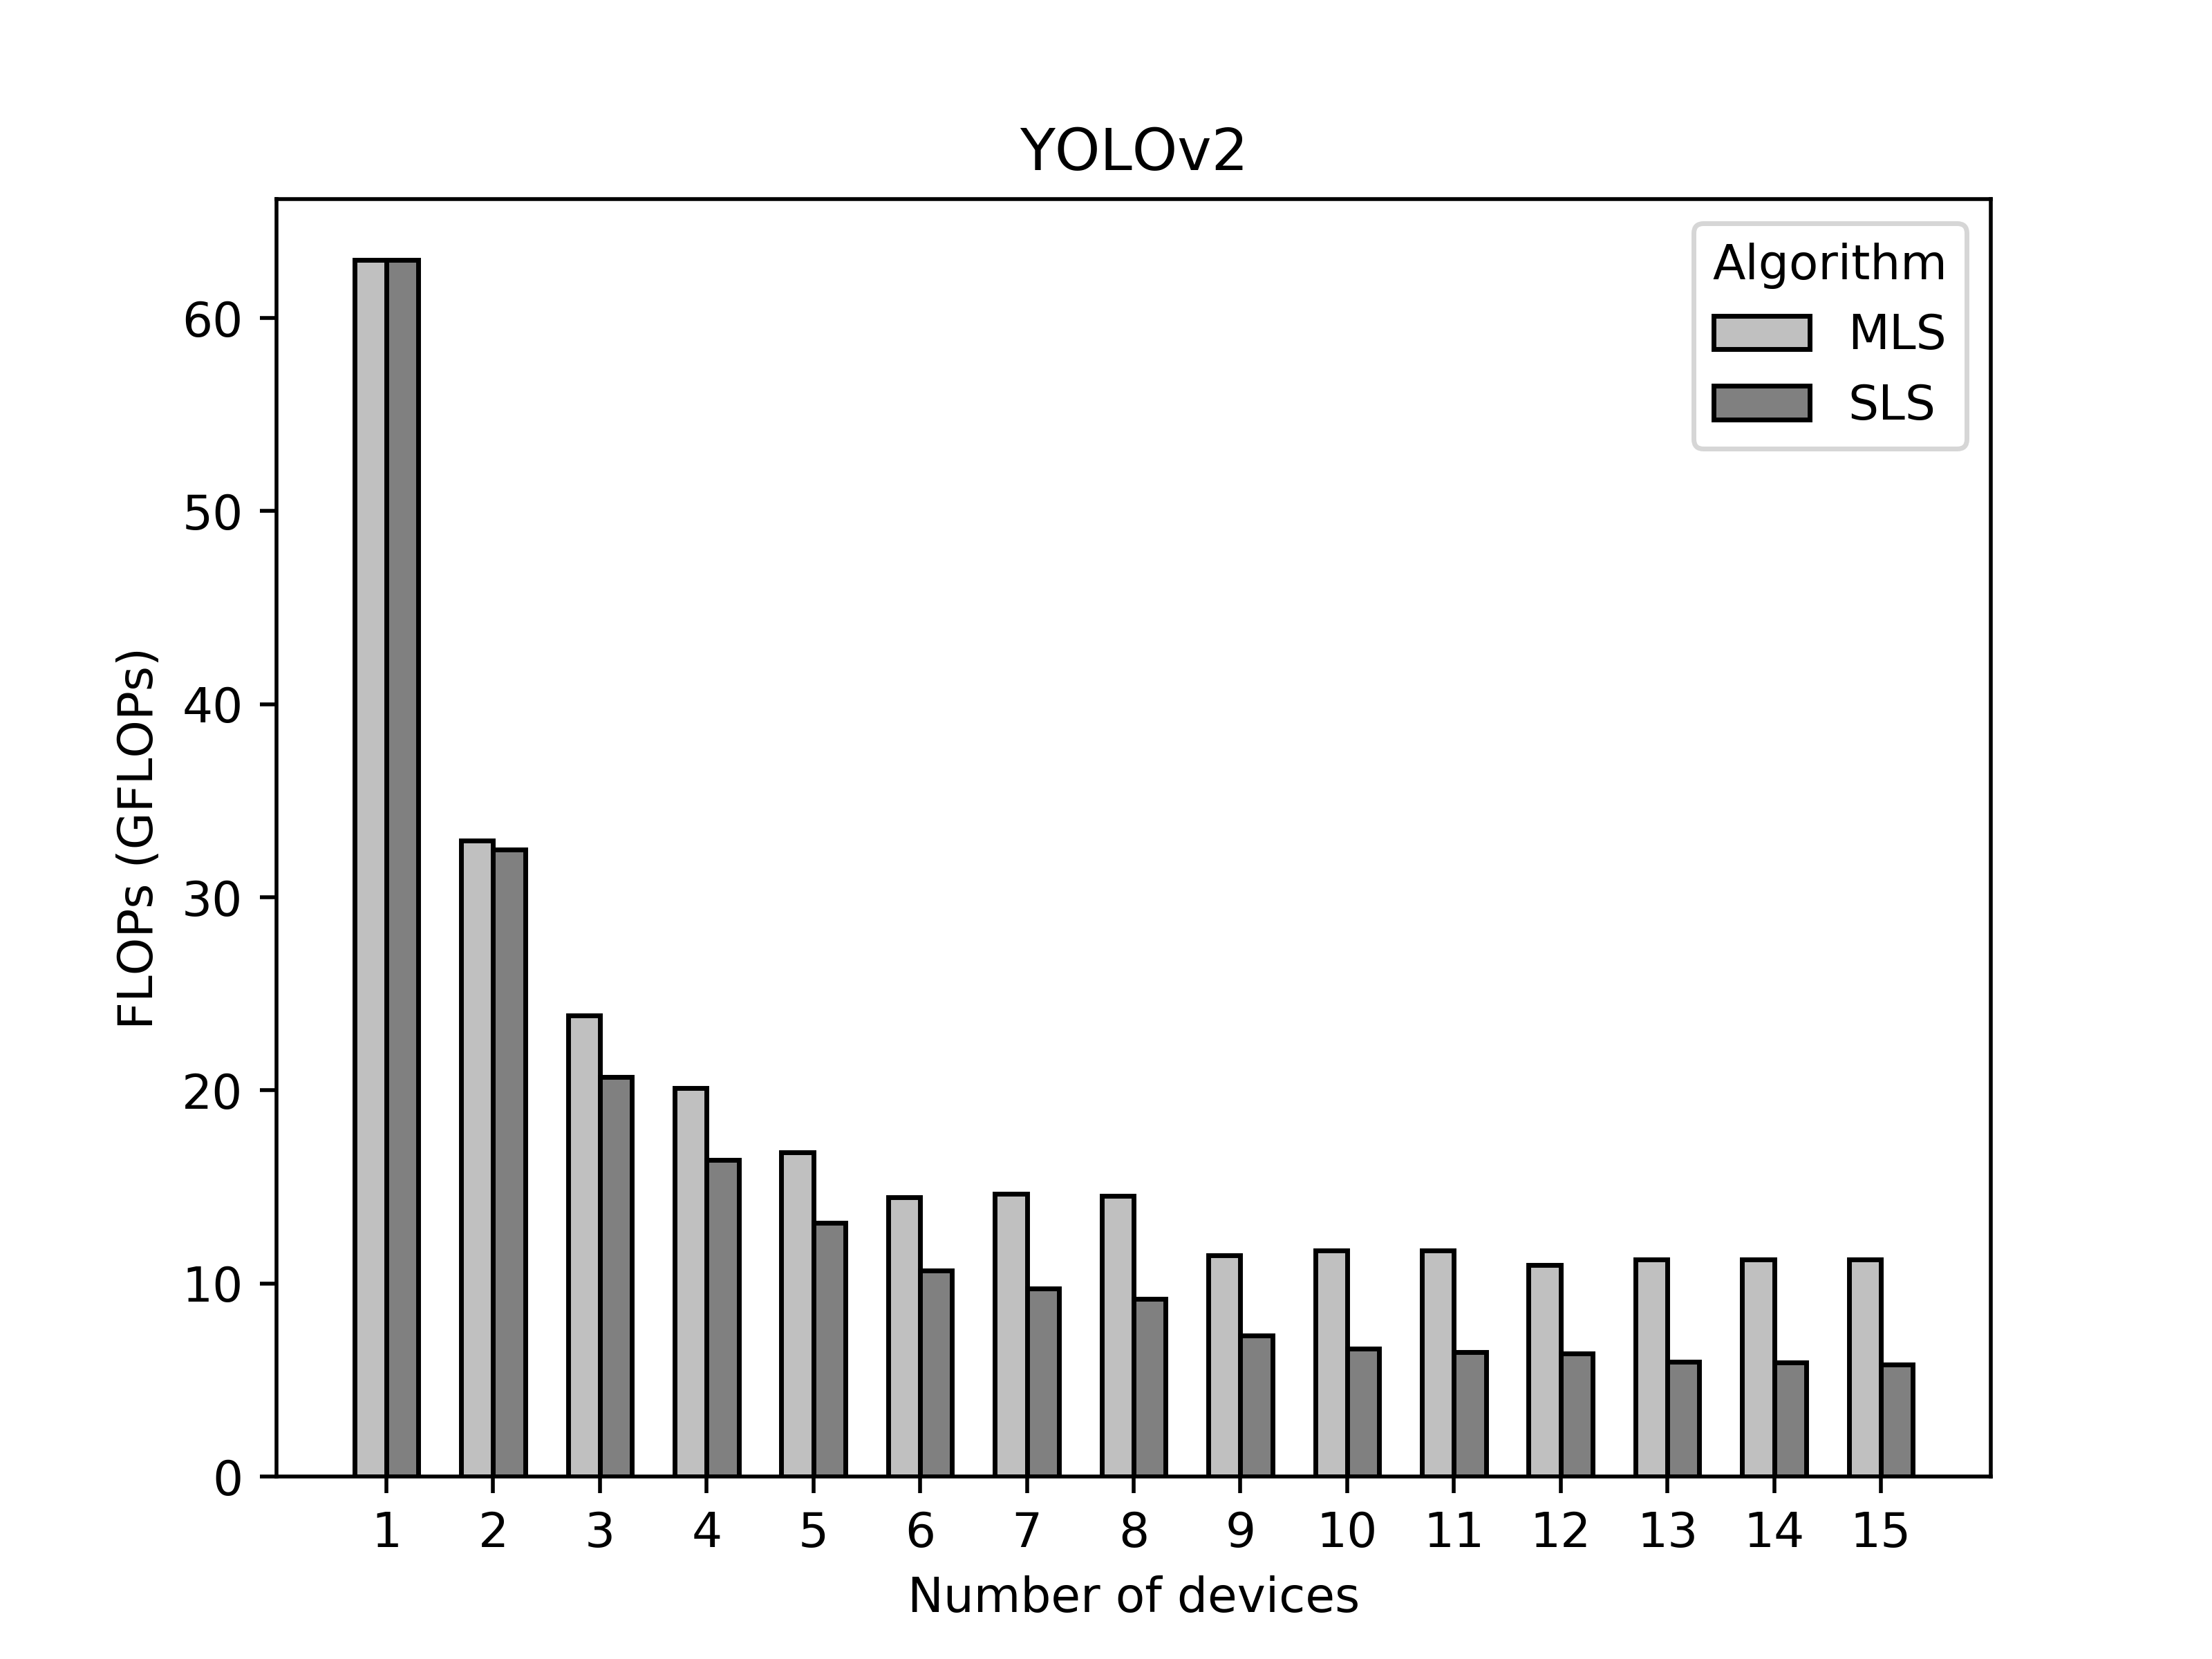 YOLOv2
Algorithm
MLS
SLS
FLOPs (GFLOPs)
60
50
40
30
20
10
0
1 2 3 4 5 6 7 8 9 10 11 12 13 14 15
Number of devices